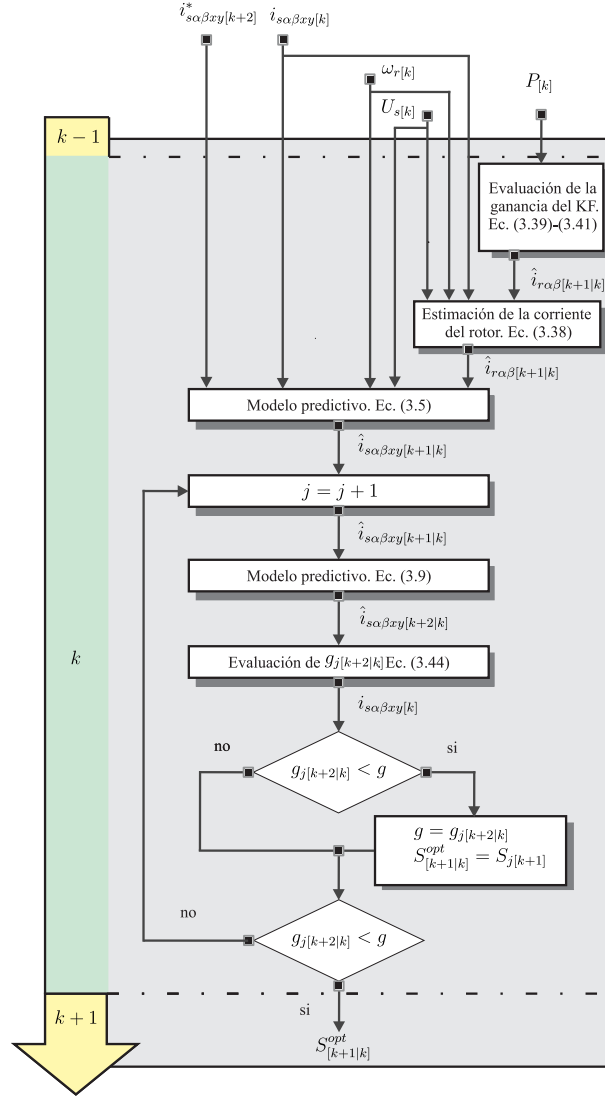 i*_{sαβxy[k+2]}
i_{sαβxy[k]}
ω_{r[k]}
P_{[k]}
U_{s[k]}
k − 1
Evaluación de la
ganancia del KF.
Ec. (3.39)-(3.41)
î_{rαβ[k+1|k]}
Estimación de la corriente
del rotor. Ec. (3.38)
î_{rαβ[k+1|k]}
Modelo predictivo. Ec. (3.5)
î_{sαβxy[k+1|k]}
j = j + 1
î_{sαβxy[k+1|k]}
Modelo predictivo. Ec. (3.9)
î_{sαβxy[k+2|k]}
k
Evaluación de g_{j[k+2|k]} Ec. (3.44)
i_{sαβxy[k]}
no
si
g_{j[k+2|k]} < g
g = g_{j[k+2|k]}
S^{opt}_{[k+1|k]} = S_{j[k+1]}
no
g_{j[k+2|k]} < g
si
k + 1
S^{opt}_{[k+1|k]}